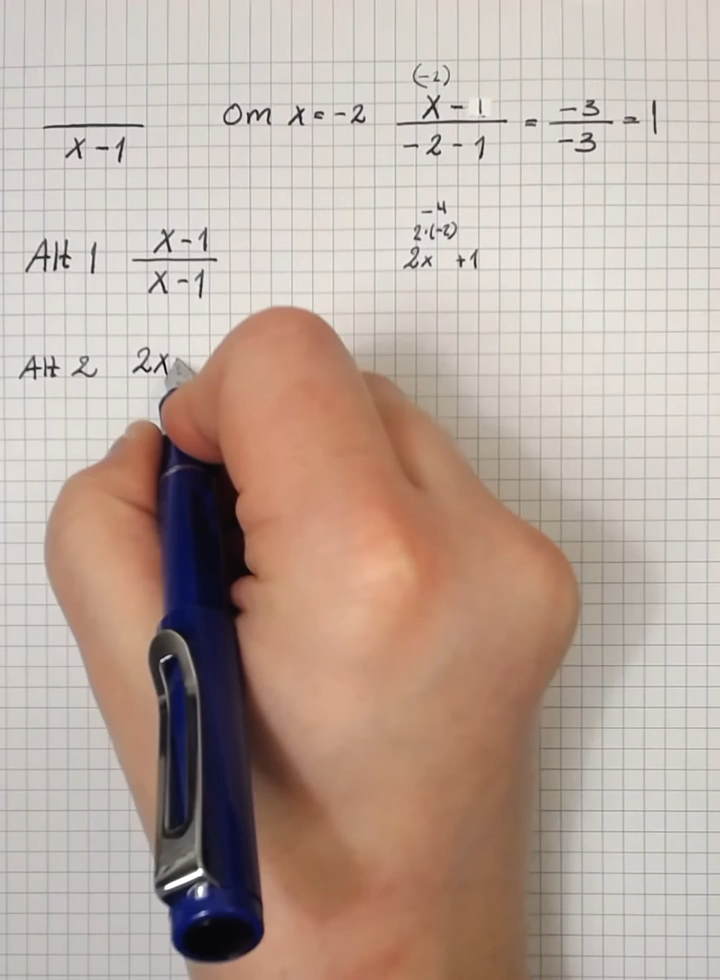 (-2)
Om x = -2 x - 1 / -2 - 1 = -3 / -3 = 1
x - 1
-4
2·(-2)
2x +1
Alt 1 x-1 / x-1
Alt 2 2x